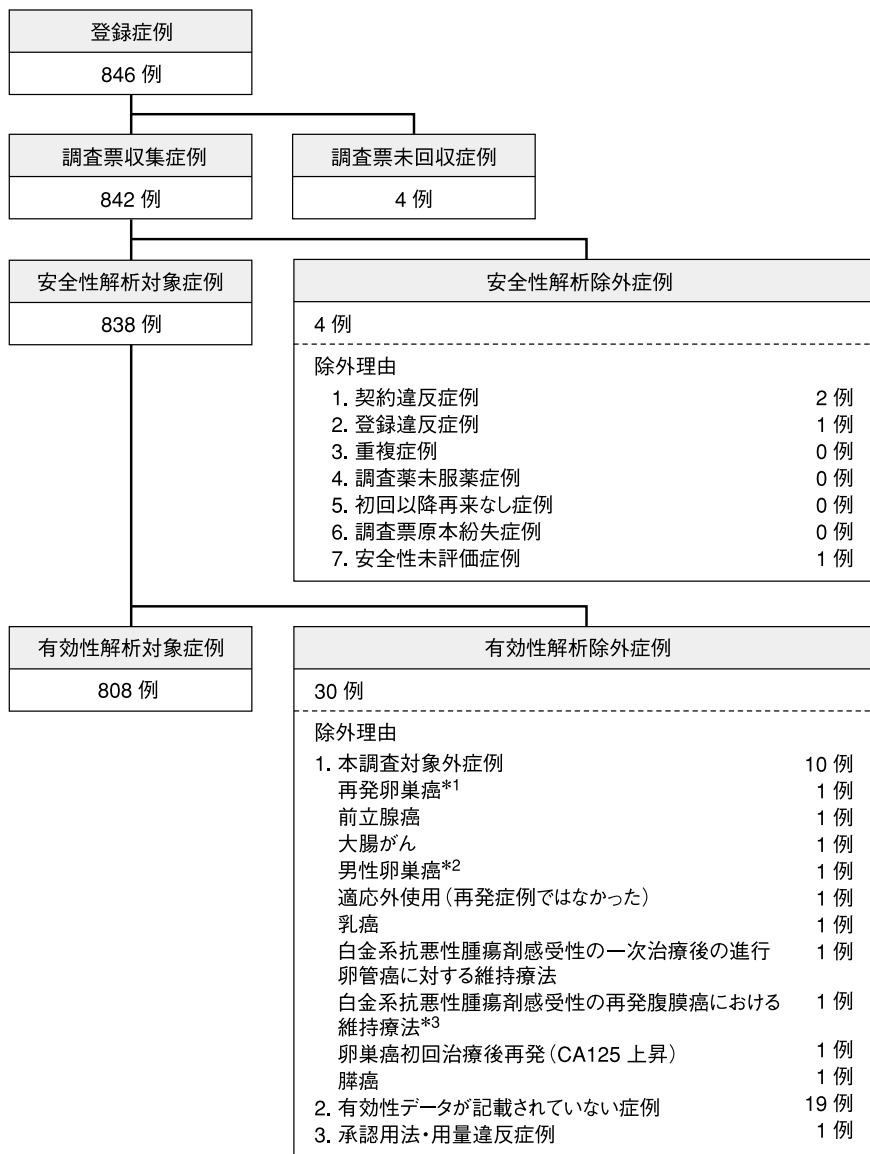 登録症例
846 例
調査票収集症例
842 例
調査票未回収症例
4 例
安全性解析対象症例
838 例
安全性解析除外症例
4 例
除外理由
1. 契約違反症例 2 例
2. 登録違反症例 1 例
3. 重複症例 0 例
4. 調査薬未服薬症例 0 例
5. 初回以降再来なし症例 0 例
6. 調査票原本紛失症例 0 例
7. 安全性未評価症例 1 例
有効性解析対象症例
808 例
有効性解析除外症例
30 例
除外理由
1. 本調査対象外症例 10 例
再発卵巣癌*1 1 例
前立腺癌 1 例
大腸がん 1 例
男性卵巣癌*2 1 例
適応外使用（再発症例ではなかった） 1 例
乳癌 1 例
白金系抗悪性腫瘍剤感受性の一次治療後の進行 1 例
卵管癌に対する維持療法
白金系抗悪性腫瘍剤感受性の再発腹膜癌における 1 例
維持療法*3
卵巣癌初回治療後再発（CA125 上昇） 1 例
膵癌 1 例
2. 有効性データが記載されていない症例 19 例
3. 承認用法・用量違反症例 1 例